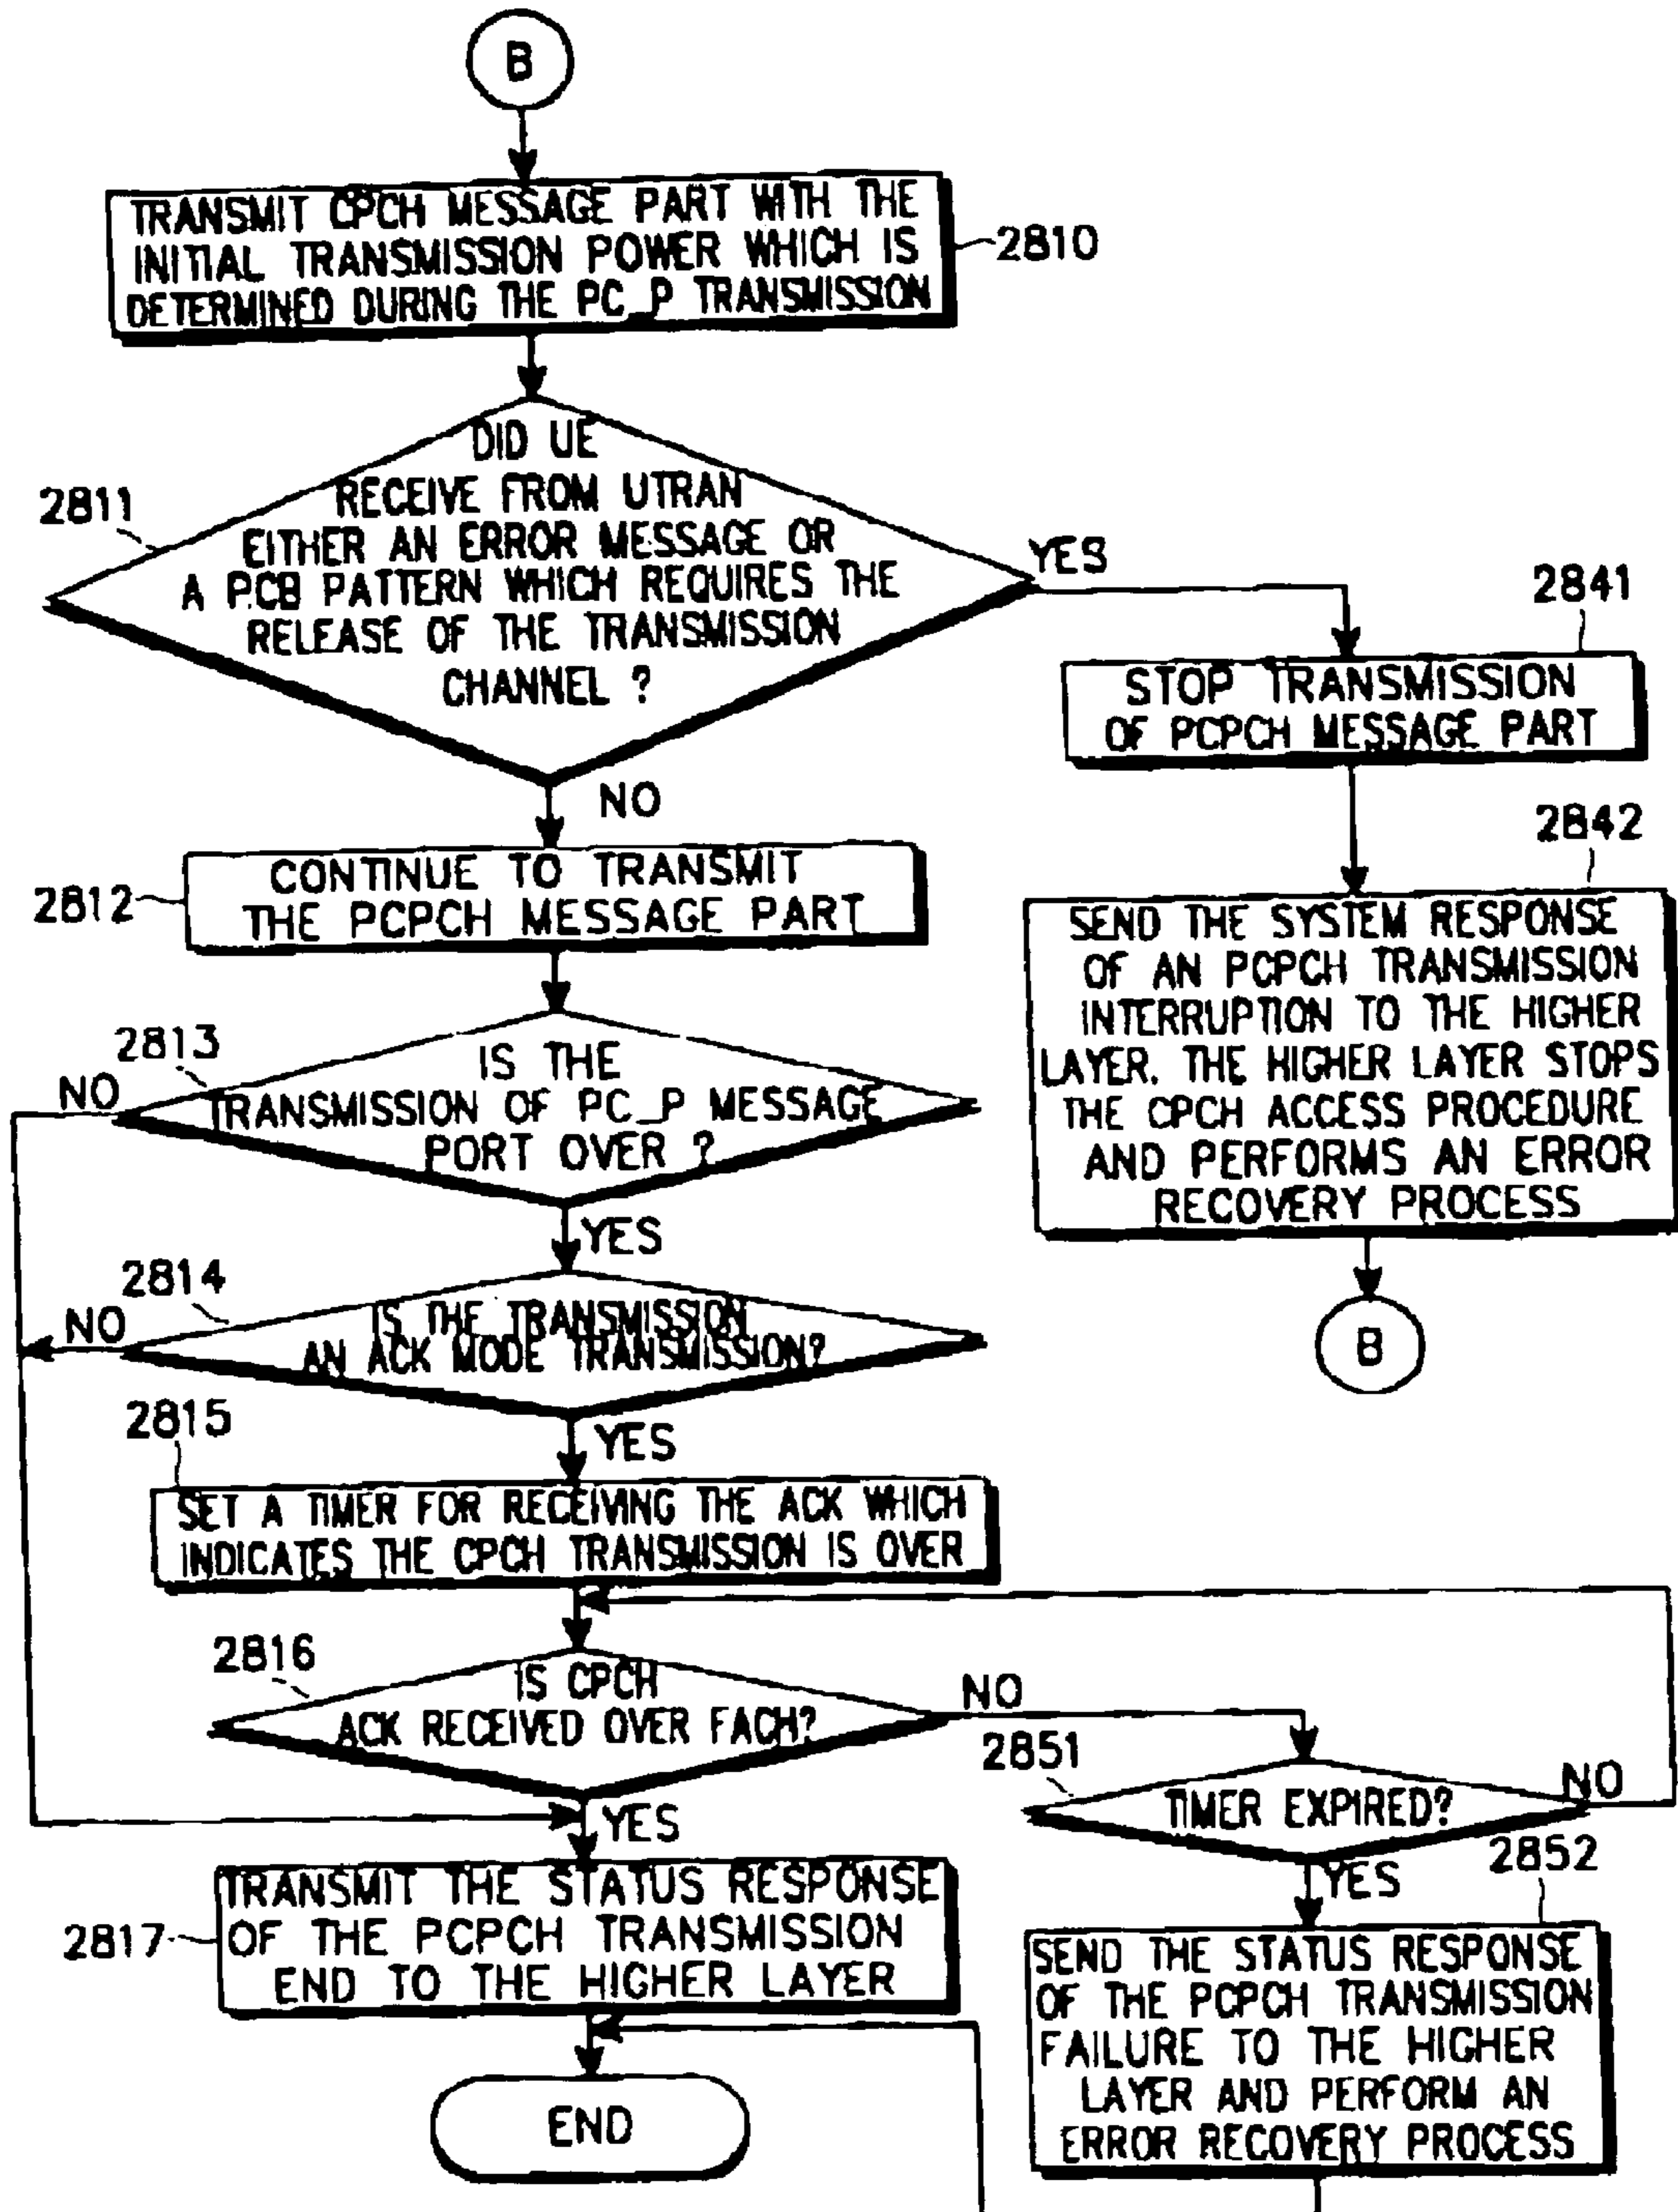 B
TRANSMIT CPCH MESSAGE PART WITH THE
INITIAL TRANSMISSION POWER WHICH IS
DETERMINED DURING THE PC_P TRANSMISSION
2810
2811
DID UE
RECEIVE FROM UTRAN
EITHER AN ERROR MESSAGE OR
A PCB PATTERN WHICH REQUIRES THE
RELEASE OF THE TRANSMISSION
CHANNEL ?
YES
NO
2841
STOP TRANSMISSION
OF PCPCH MESSAGE PART
2842
SEND THE SYSTEM RESPONSE
OF AN PCPCH TRANSMISSION
INTERRUPTION TO THE HIGHER
LAYER. THE HIGHER LAYER STOPS
THE CPCH ACCESS PROCEDURE
AND PERFORMS AN ERROR
RECOVERY PROCESS
B
2812
CONTINUE TO TRANSMIT
THE PCPCH MESSAGE PART
2813
NO
IS THE
TRANSMISSION OF PC_P MESSAGE
PORT OVER ?
YES
2814
NO
IS THE TRANSMISSION
AN ACK MODE TRANSMISSION?
YES
2815
SET A TIMER FOR RECEIVING THE ACK WHICH
INDICATES THE CPCH TRANSMISSION IS OVER
2816
IS CPCH
ACK RECEIVED OVER FACH?
NO
YES
2851
TIMER EXPIRED?
NO
YES
2817
TRANSMIT THE STATUS RESPONSE
OF THE PCPCH TRANSMISSION
END TO THE HIGHER LAYER
2852
SEND THE STATUS RESPONSE
OF THE PCPCH TRANSMISSION
FAILURE TO THE HIGHER
LAYER AND PERFORM AN
ERROR RECOVERY PROCESS
END